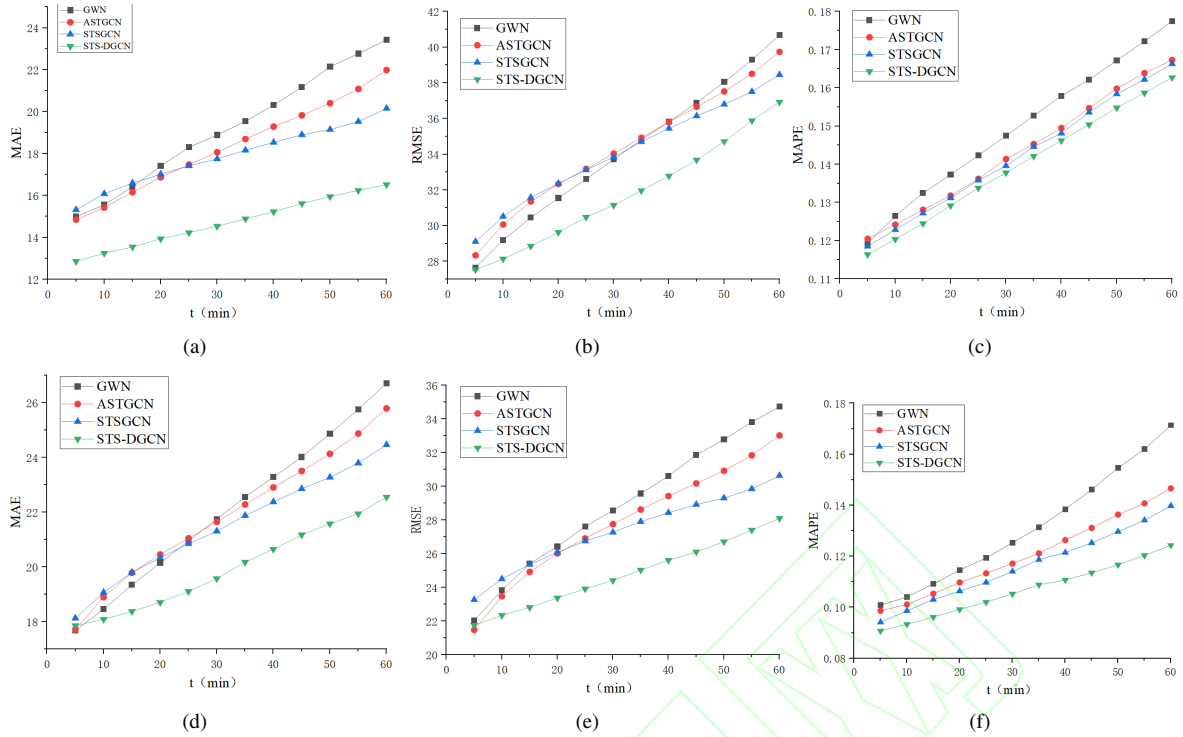 GWN
ASTGCN
STSGCN
STS-DGCN
24
22
20
18
16
14
12
0 10 20 30 40 50 60
MAE
t（min）
(a)
GWN
ASTGCN
STSGCN
STS-DGCN
42
40
38
36
34
32
30
28
0 10 20 30 40 50 60
RMSE
t（min）
(b)
GWN
ASTGCN
STSGCN
STS-DGCN
0.18
0.17
0.16
0.15
0.14
0.13
0.12
0.11
0 10 20 30 40 50 60
MAPE
t（min）
(c)
GWN
ASTGCN
STSGCN
STS-DGCN
26
24
22
20
18
0 10 20 30 40 50 60
MAE
t（min）
(d)
GWN
ASTGCN
STSGCN
STS-DGCN
36
34
32
30
28
26
24
22
20
0 10 20 30 40 50 60
RMSE
t（min）
(e)
GWN
ASTGCN
STSGCN
STS-DGCN
0.18
0.16
0.14
0.12
0.10
0.08
0 10 20 30 40 50 60
MAPE
t（min）
(f)